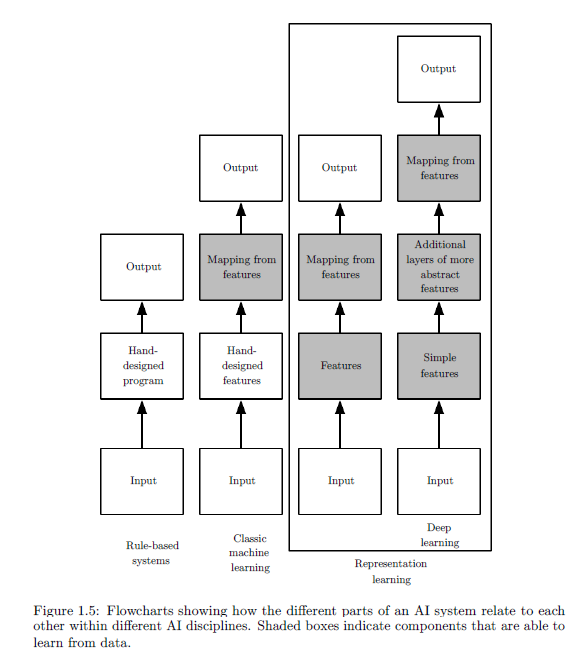 Output
Output
Output
Mapping from
features
Output
Mapping from
features
Mapping from
features
Additional
layers of more
abstract
features
Hand-
designed
program
Hand-
designed
features
Features
Simple
features
Input
Input
Input
Input
Rule-based
systems
Classic
machine
learning
Deep
learning
Representation
learning
Figure 1.5: Flowcharts showing how the different parts of an AI system relate to each
other within different AI disciplines. Shaded boxes indicate components that are able to
learn from data.